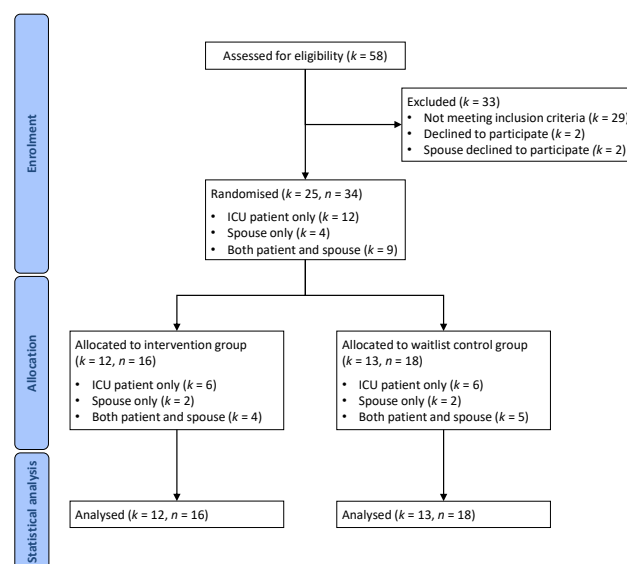 Enrolment
Assessed for eligibility (k = 58)
Excluded (k = 33)
• Not meeting inclusion criteria (k = 29)
• Declined to participate (k = 2)
• Spouse declined to participate (k = 2)
Randomised (k = 25, n = 34)
• ICU patient only (k = 12)
• Spouse only (k = 4)
• Both patient and spouse (k = 9)
Allocation
Allocated to intervention group
(k = 12, n = 16)
• ICU patient only (k = 6)
• Spouse only (k = 2)
• Both patient and spouse (k = 4)
Allocated to waitlist control group
(k = 13, n = 18)
• ICU patient only (k = 6)
• Spouse only (k = 2)
• Both patient and spouse (k = 5)
Statistical analysis
Analysed (k = 12, n = 16)
Analysed (k = 13, n = 18)